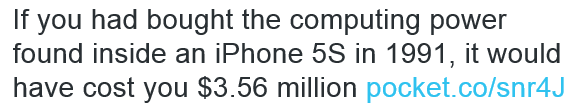 If you had bought the computing power
found inside an iPhone 5S in 1991, it would
have cost you $3.56 million pocket.co/snr4J